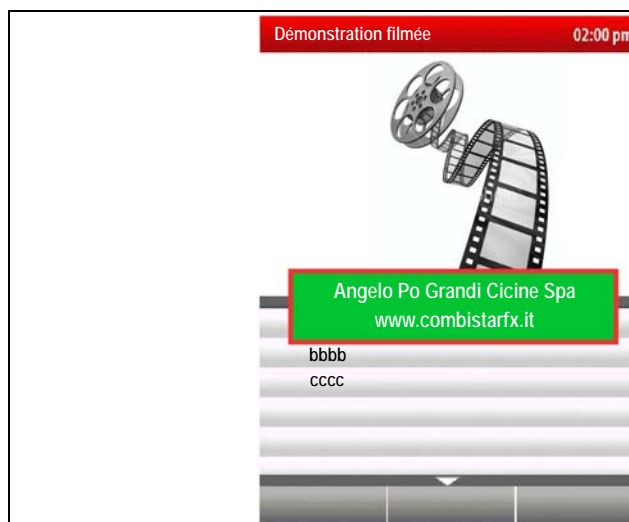 Démonstration filmée
02:00 pm
Angelo Po Grandi Cicine Spa
www.combistarfx.it
bbbb
cccc